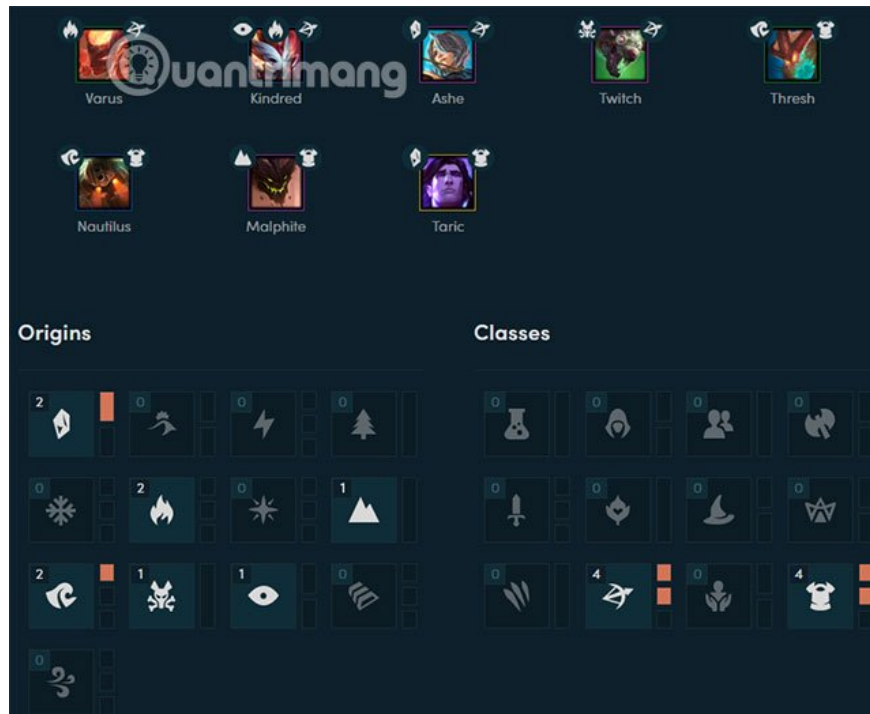 Quantrimang
Varus Kindred Ashe Twitch Thresh
Nautilus Malphite Taric
Origins Classes
2 0 0 0 0 0 0 0
0 2 0 1 0 0 0 0
2 1 1 0 0 4 0 4
0